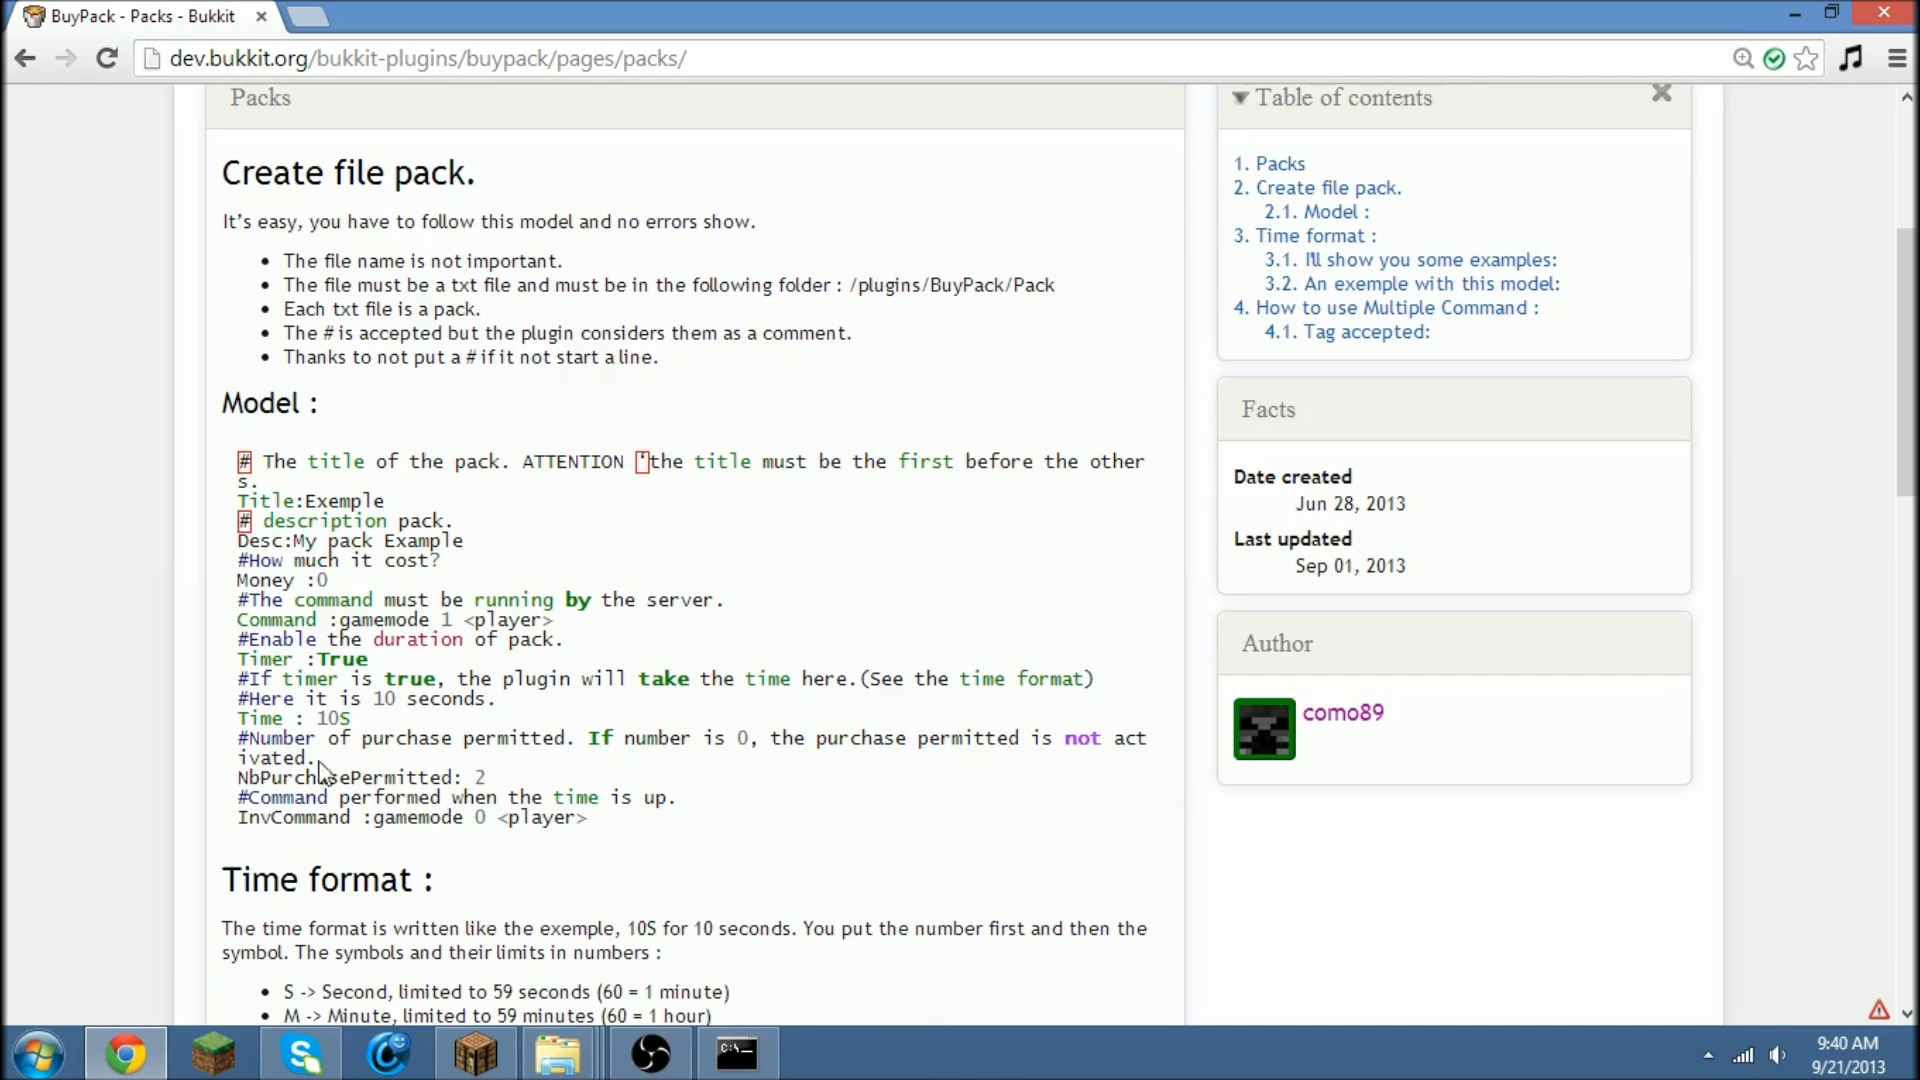 BuyPack - Packs - Bukkit
dev.bukkit.org/bukkit-plugins/buypack/pages/packs/
Packs
Create file pack.
It's easy, you have to follow this model and no errors show.
• The file name is not important.
• The file must be a txt file and must be in the following folder : /plugins/BuyPack/Pack
• Each txt file is a pack.
• The # is accepted but the plugin considers them as a comment.
• Thanks to not put a # if it not start a line.
Model :
# The title of the pack. ATTENTION 'the title must be the first before the other
s.
Title:Exemple
# description pack.
Desc:My pack Example
#How much it cost?
Money :0
#The command must be running by the server.
Command :gamemode 1 <player>
#Enable the duration of pack.
Timer :True
#If timer is true, the plugin will take the time here.(See the time format)
#Here it is 10 seconds.
Time : 10S
#Number of purchase permitted. If number is 0, the purchase permitted is not act
ivated.
NbPurchasePermitted: 2
#Command performed when the time is up.
InvCommand :gamemode 0 <player>
Time format :
The time format is written like the exemple, 10S for 10 seconds. You put the number first and then the
symbol. The symbols and their limits in numbers :
• S -> Second, limited to 59 seconds (60 = 1 minute)
• M -> Minute, limited to 59 minutes (60 = 1 hour)
Table of contents
1. Packs
2. Create file pack.
2.1. Model :
3. Time format :
3.1. I'll show you some examples:
3.2. An exemple with this model:
4. How to use Multiple Command :
4.1. Tag accepted:
Facts
Date created
Jun 28, 2013
Last updated
Sep 01, 2013
Author
como89
C:\
9:40 AM
9/21/2013